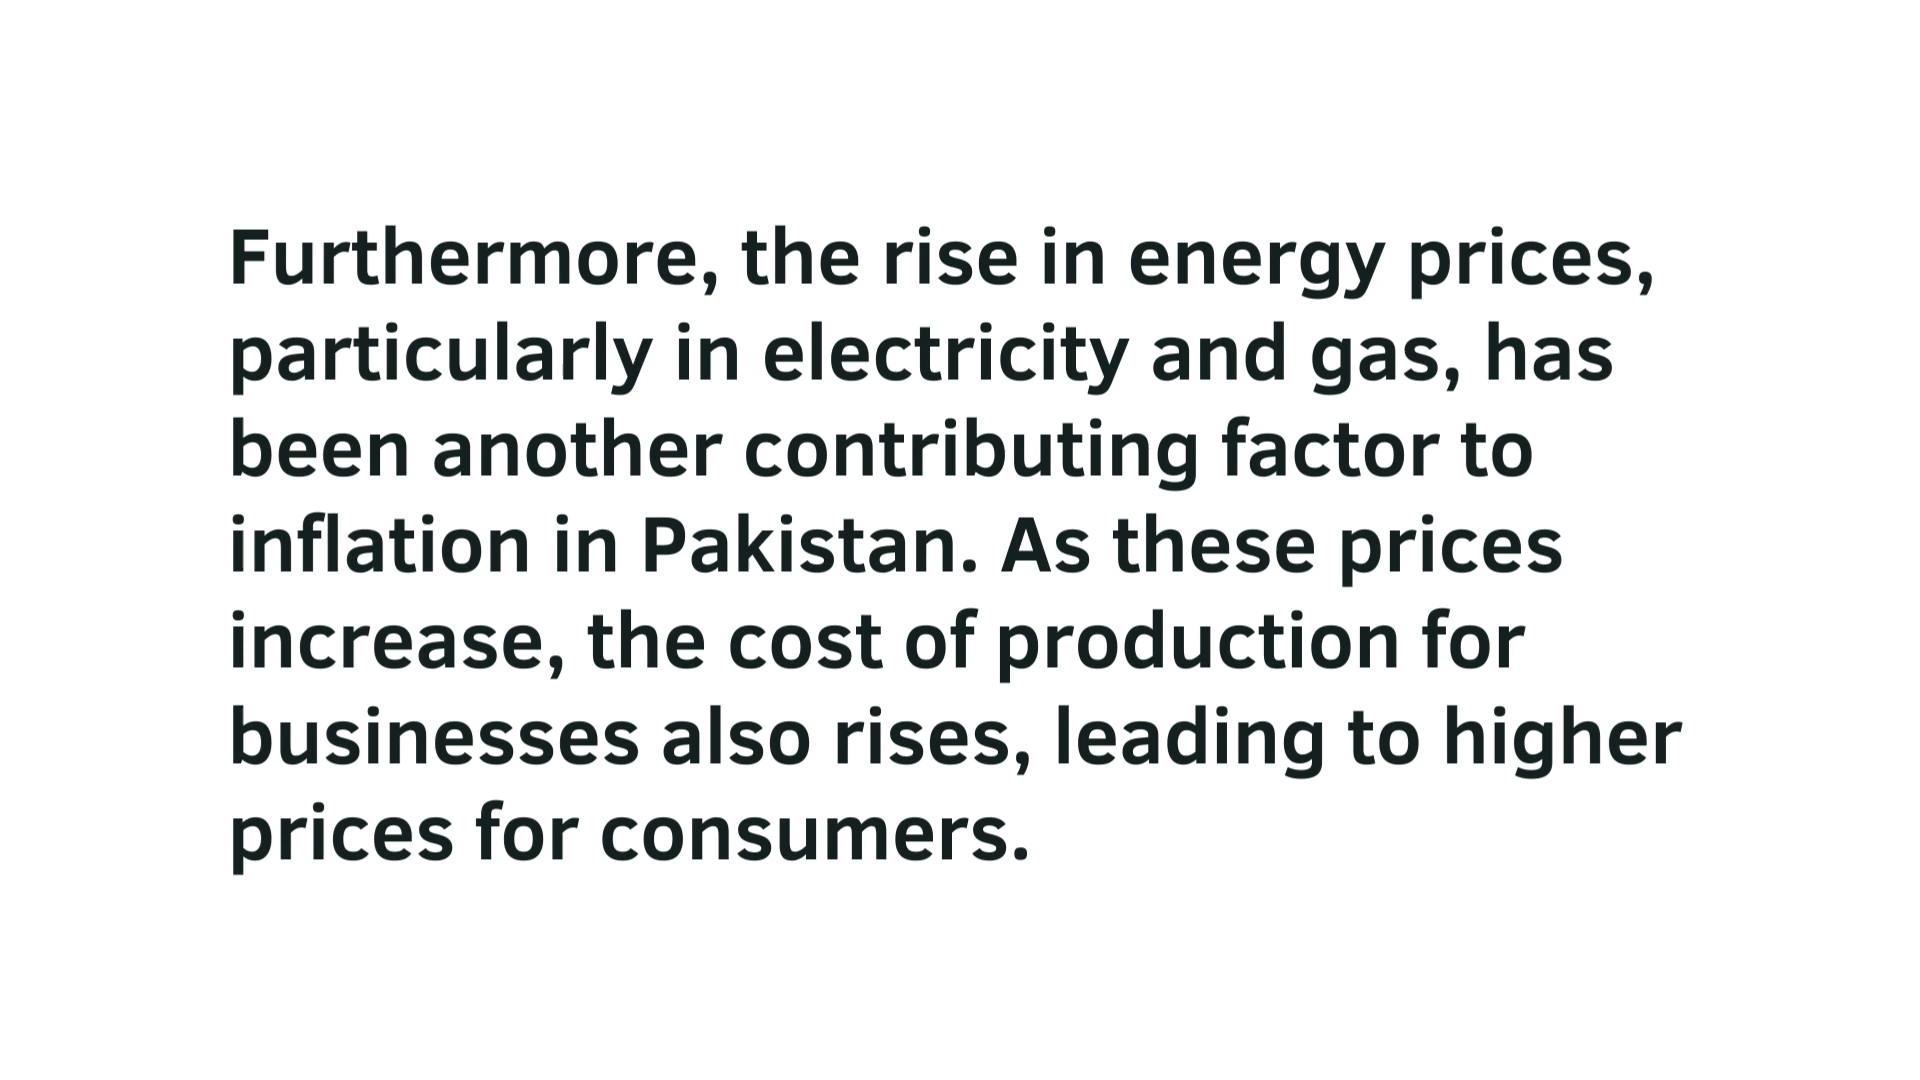 Furthermore, the rise in energy prices,
particularly in electricity and gas, has
been another contributing factor to
inflation in Pakistan. As these prices
increase, the cost of production for
businesses also rises, leading to higher
prices for consumers.